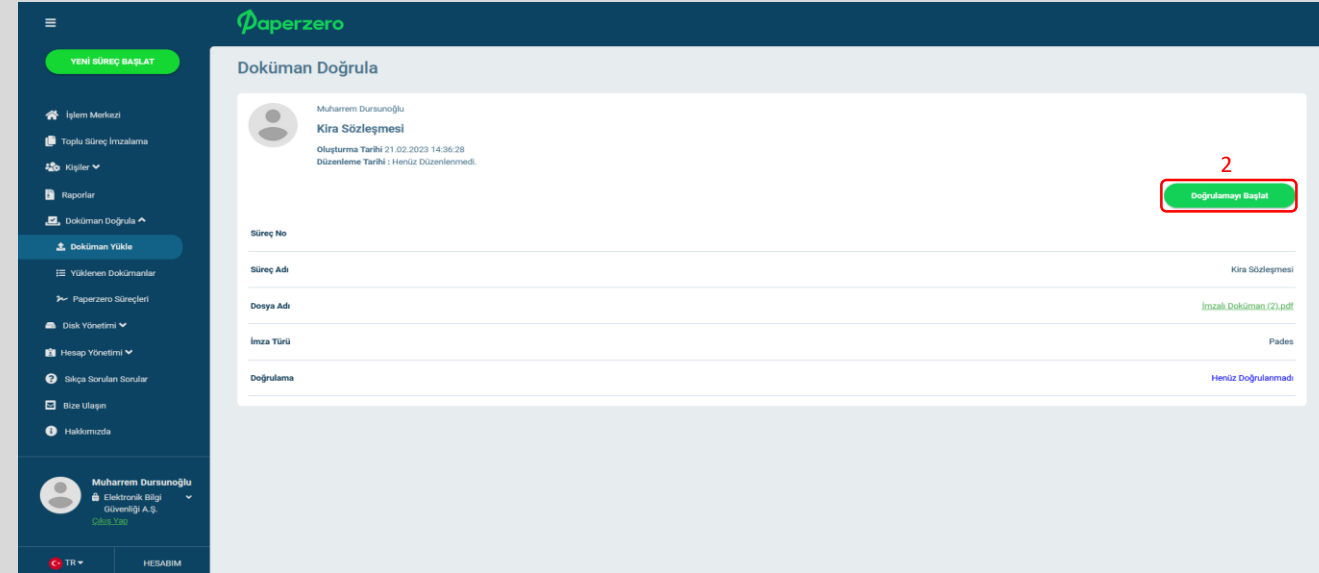 Paperzero
YENİ SÜREÇ BAŞLAT
İşlem Merkezi
Toplu Süreç İmzalama
Kişiler
Raporlar
Doküman Doğrula
Doküman Yükle
Yüklenen Dokümanlar
Paperzero Süreçleri
Disk Yönetimi
Hesap Yönetimi
Sıkça Sorulan Sorular
Bize Ulaşın
Hakkımızda
Muharrem Dursunoğlu
Elektronik Bilgi
Güvenliği A.Ş.
Çıkış Yap
TR
HESABIM
Doküman Doğrula
Muharrem Dursunoğlu
Kira Sözleşmesi
Oluşturma Tarihi 21.02.2023 14:36:28
Düzenleme Tarihi : Henüz Düzenlenmedi.
2
Doğrulamayı Başlat
Süreç No
Süreç Adı Kira Sözleşmesi
Dosya Adı İmzalı Doküman (2).pdf
İmza Türü Pades
Doğrulama Henüz Doğrulanmadı